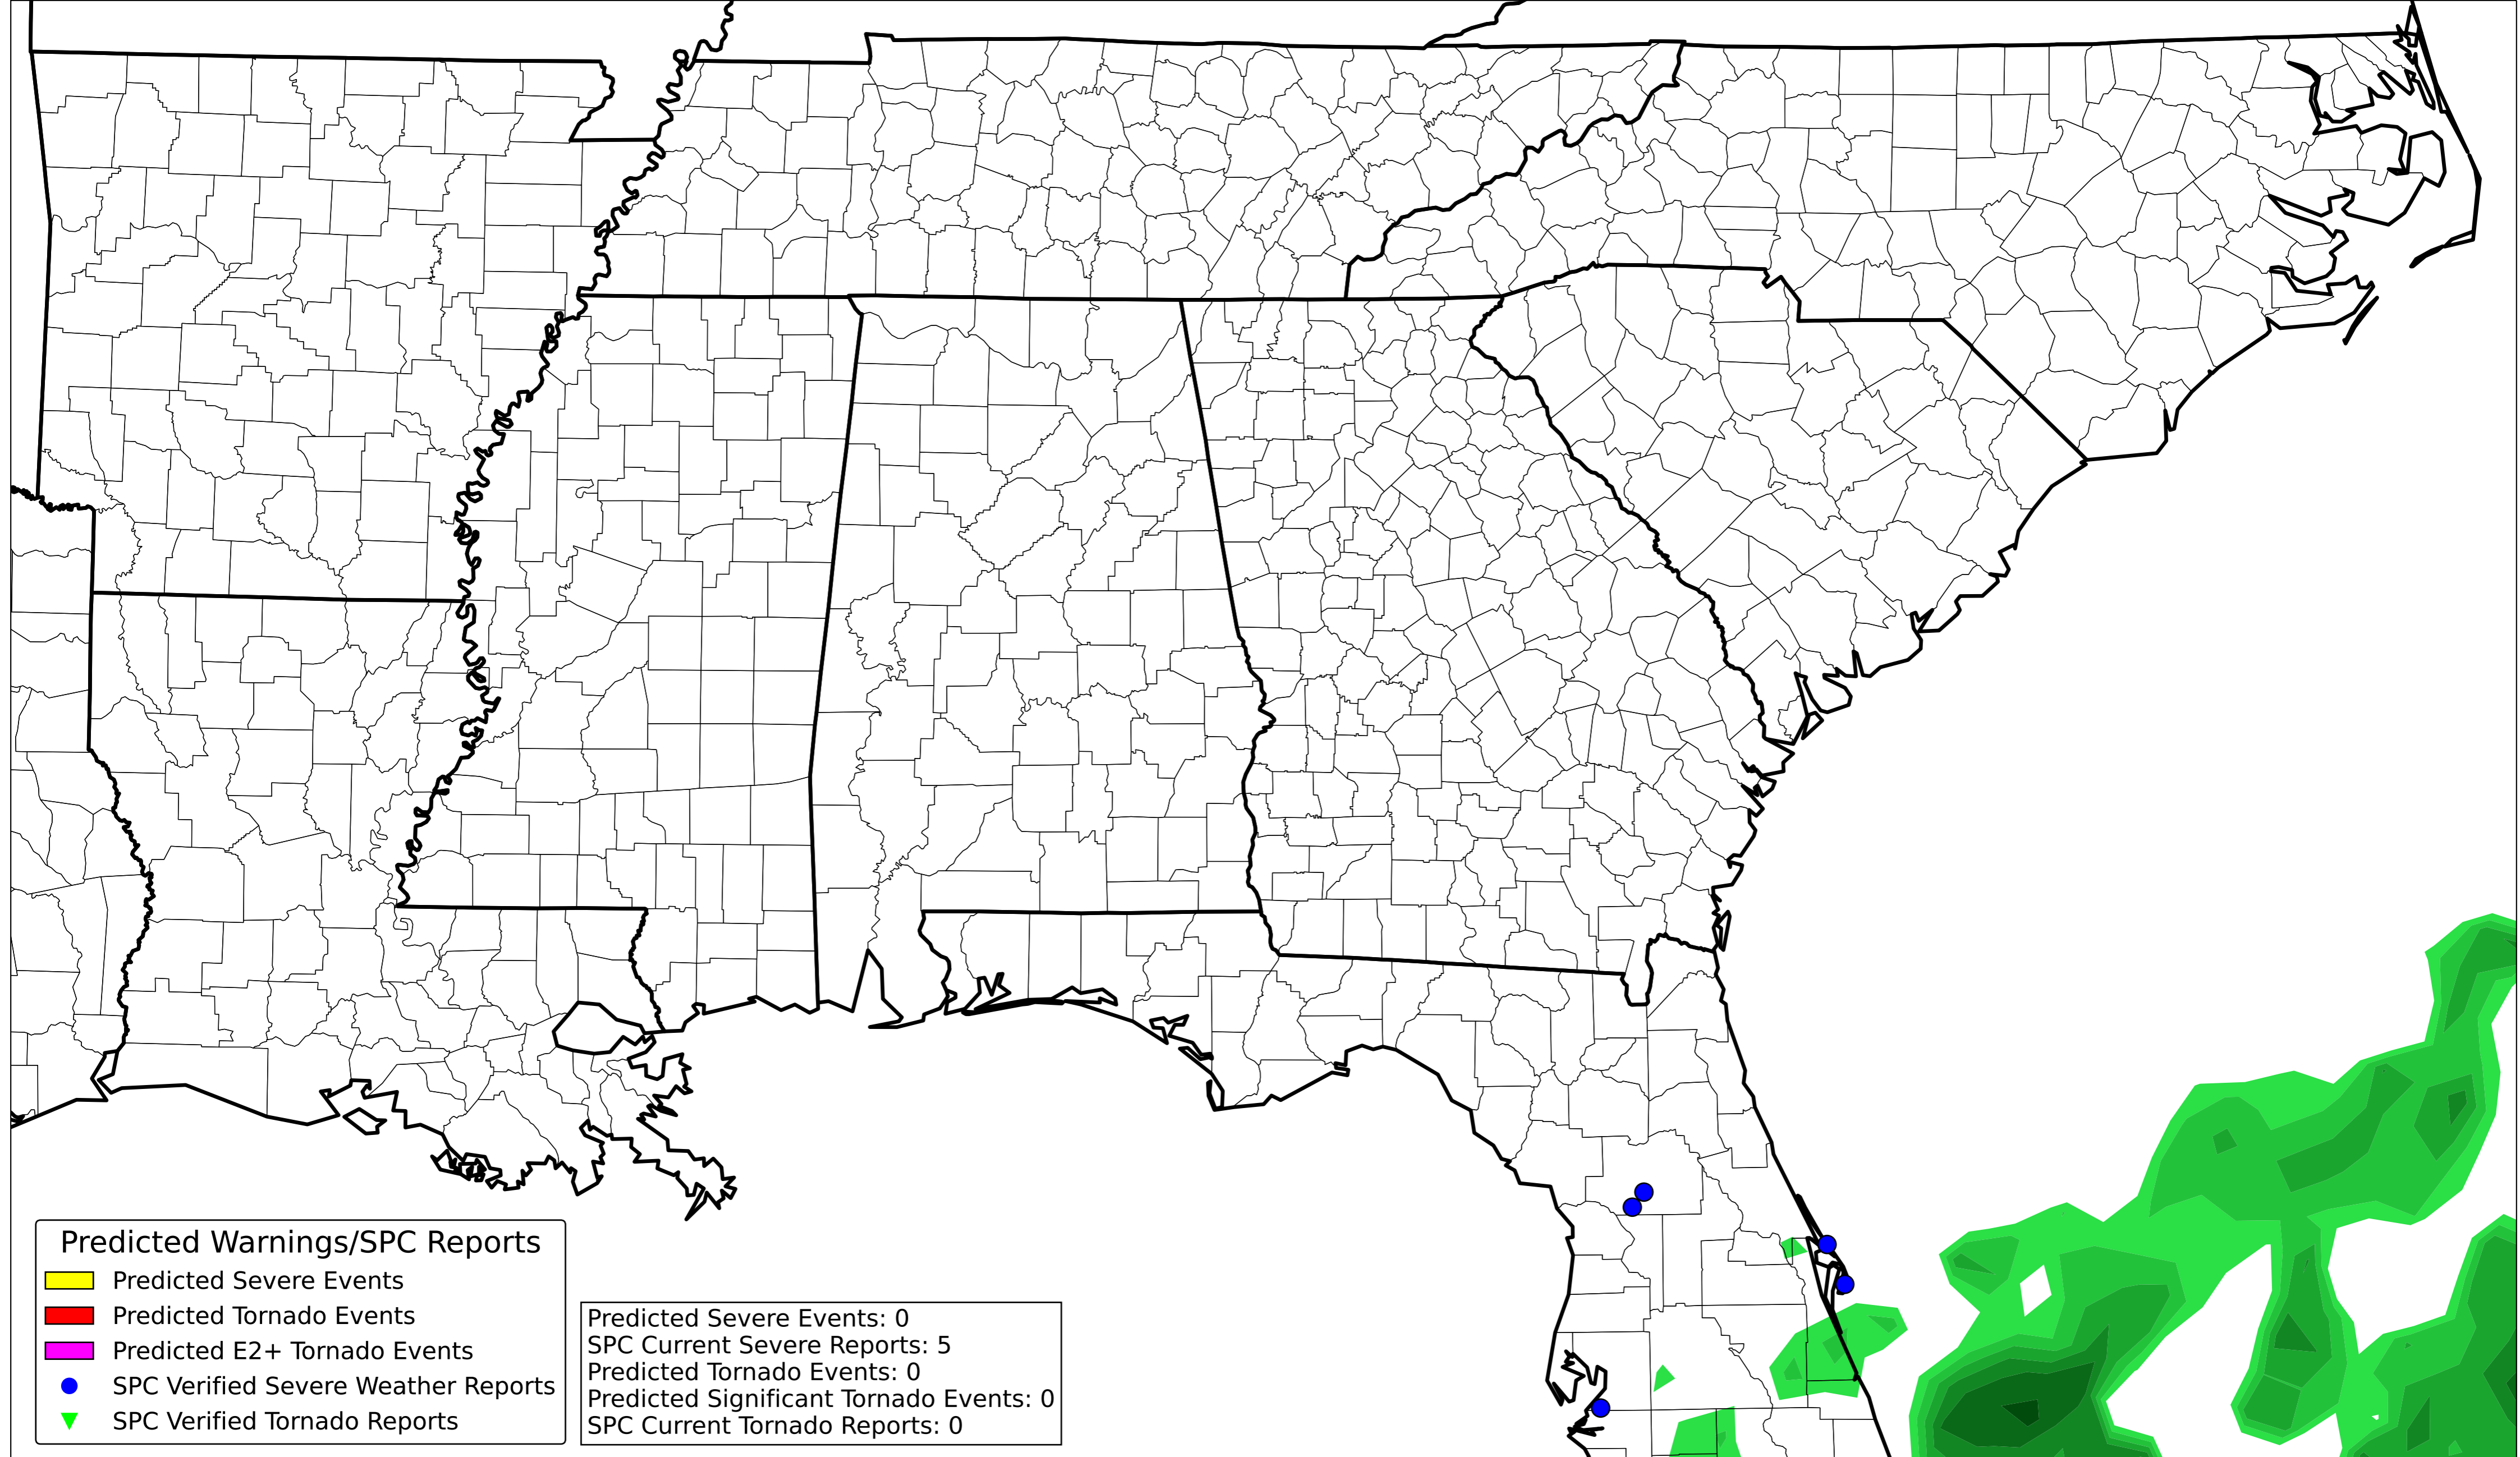 Predicted Warnings/SPC Reports
Predicted Severe Events
Predicted Tornado Events
Predicted E2+ Tornado Events
SPC Verified Severe Weather Reports
SPC Verified Tornado Reports
Predicted Severe Events: 0
SPC Current Severe Reports: 5
Predicted Tornado Events: 0
Predicted Significant Tornado Events: 0
SPC Current Tornado Reports: 0